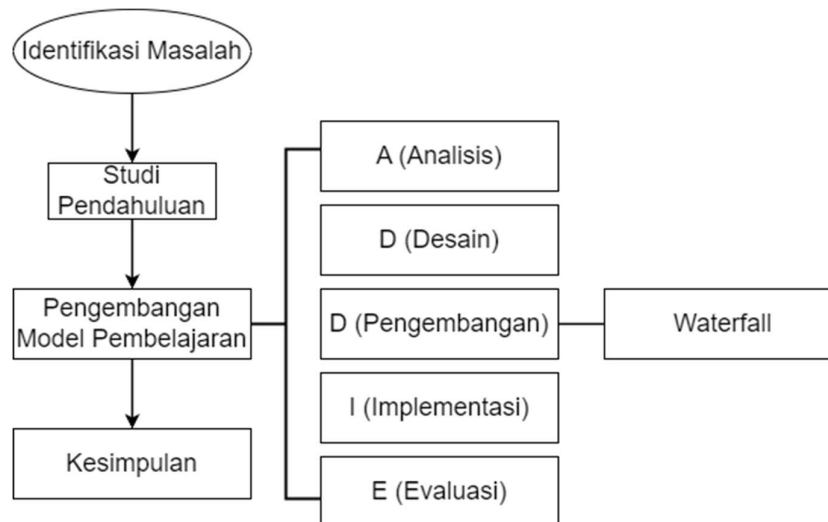 Identifikasi Masalah
Studi
Pendahuluan
Pengembangan
Model Pembelajaran
Kesimpulan
A (Analisis)
D (Desain)
D (Pengembangan)
I (Implementasi)
E (Evaluasi)
Waterfall